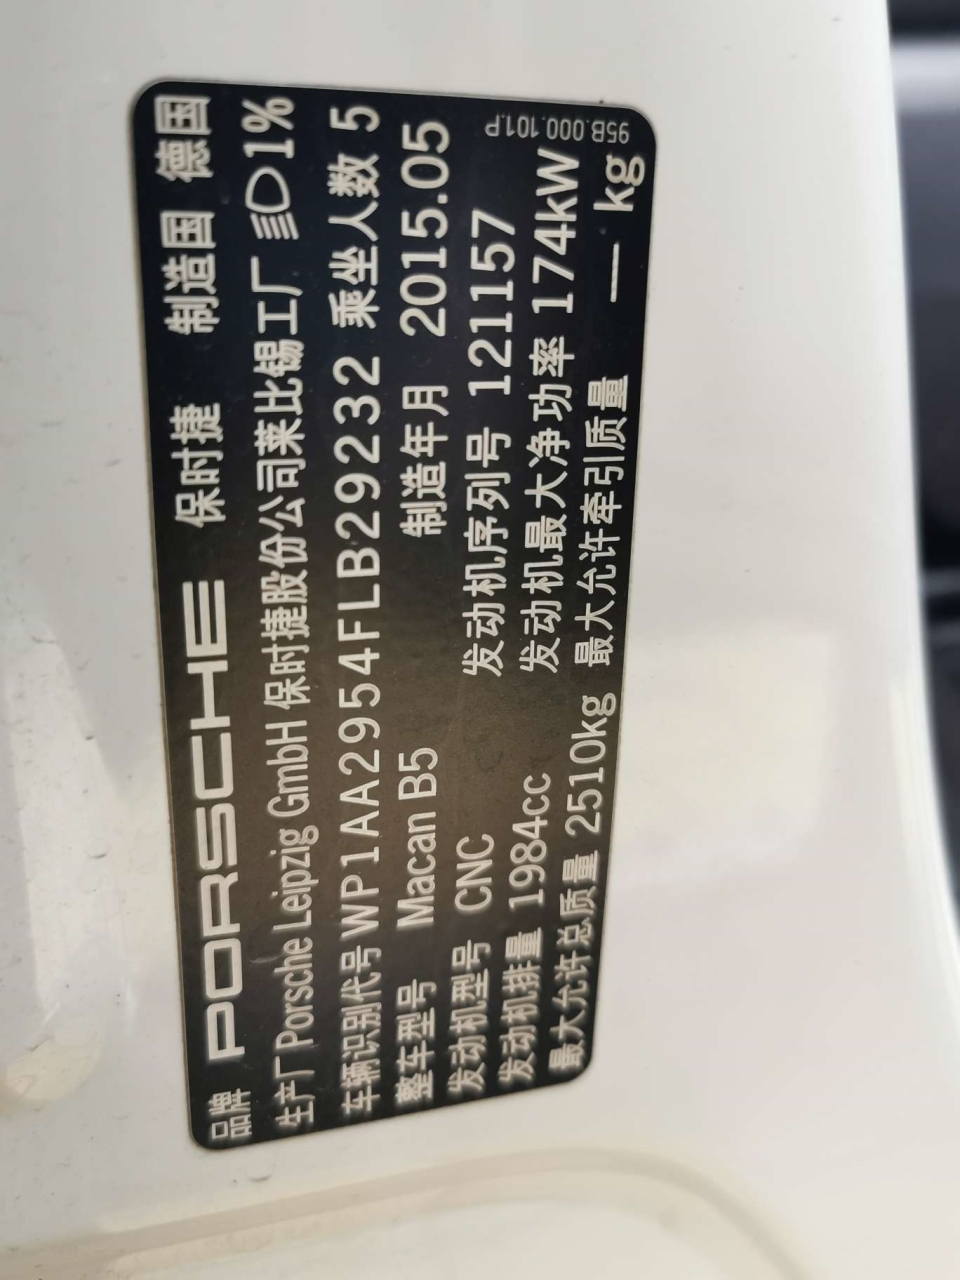 品牌 PORSCHE 保时捷 制造国 德国
生产厂 Porsche Leipzig GmbH 保时捷股份公司莱比锡工厂 1%
车辆识别代号 WP1AA2954FLB29232 乘坐人数 5
整车型号 Macan B5 制造年月 2015.05
发动机型号 CNC 发动机序列号 121157
发动机排量 1984cc 发动机最大净功率 174kW
最大允许总质量 2510kg 最大允许牵引质量 — kg
95B.000.101.P